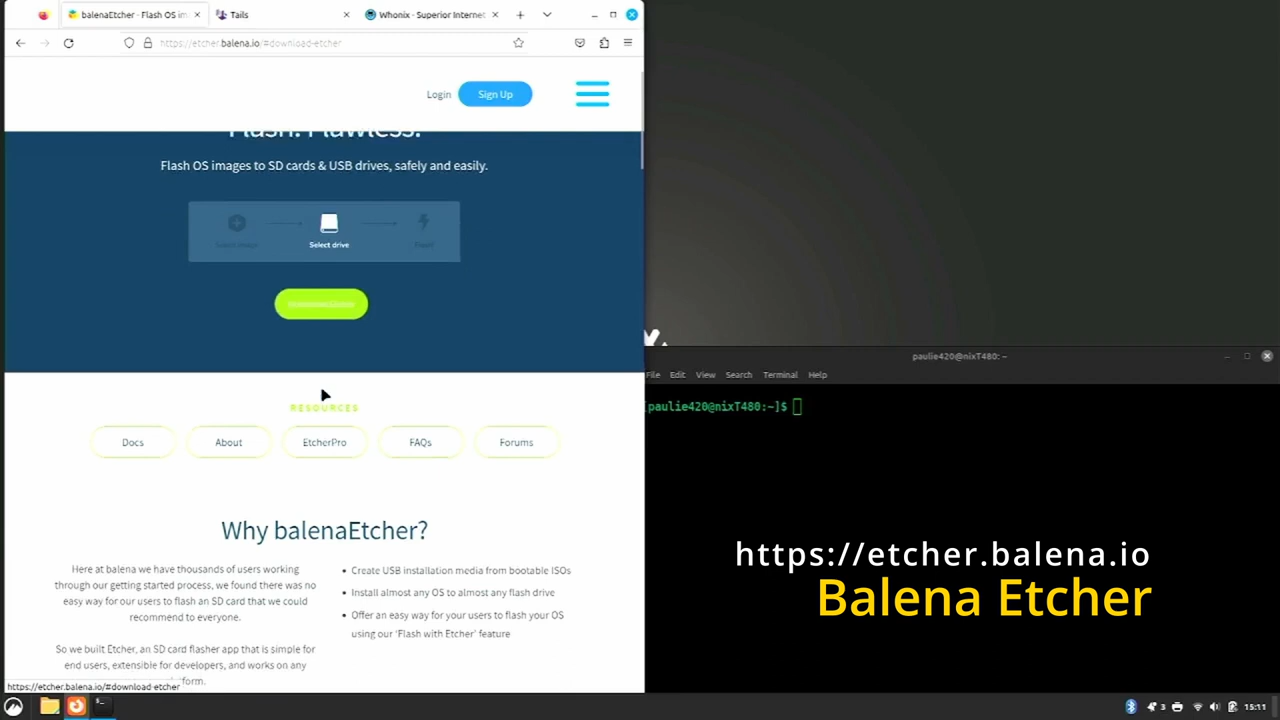 balenaEtcher - Flash OS im
Tails
Whonix - Superior Internet
https://etcher.balena.io/#download-etcher
Login
Sign Up
Flash. Flawless.
Flash OS images to SD cards & USB drives, safely and easily.
Select drive
RESOURCES
Docs
About
EtcherPro
FAQs
Forums
Why balenaEtcher?
Here at balena we have thousands of users working
through our getting started process, we found there was no
easy way for our users to flash an SD card that we could
recommend to everyone.
So we built Etcher, an SD card flasher app that is simple for
end users, extensible for developers, and works on any
Create USB installation media from bootable ISOs
Install almost any OS to almost any flash drive
Offer an easy way for your users to flash your OS
using our 'Flash with Etcher' feature
https://etcher.balena.io/#download-etcher
paulie420@nixT480: ~
File Edit View Search Terminal Help
[paulie420@nixT480:~]$
https://etcher.balena.io
Balena Etcher
3
15:11